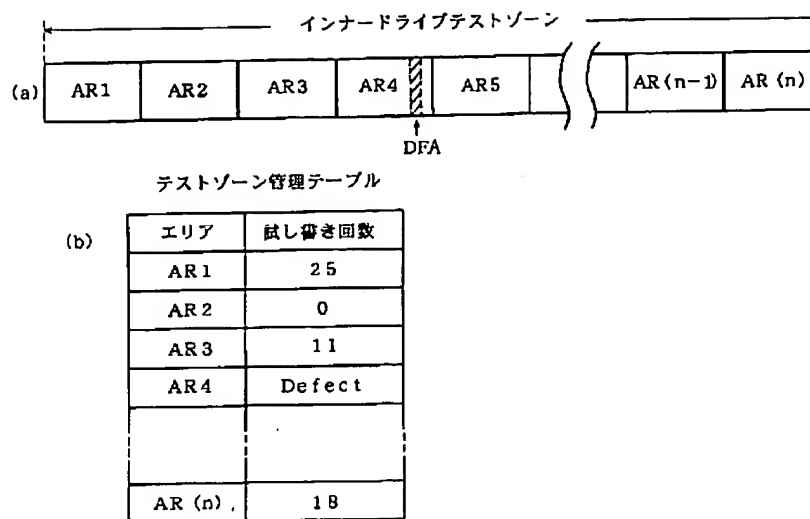 インナードライブテストゾーン
(a) AR1 AR2 AR3 AR4 AR5 AR(n-1) AR(n)
DFA
テストゾーン管理テーブル
(b)
エリア 試し書き回数
AR1 25
AR2 0
AR3 11
AR4 Defect
AR(n) 18